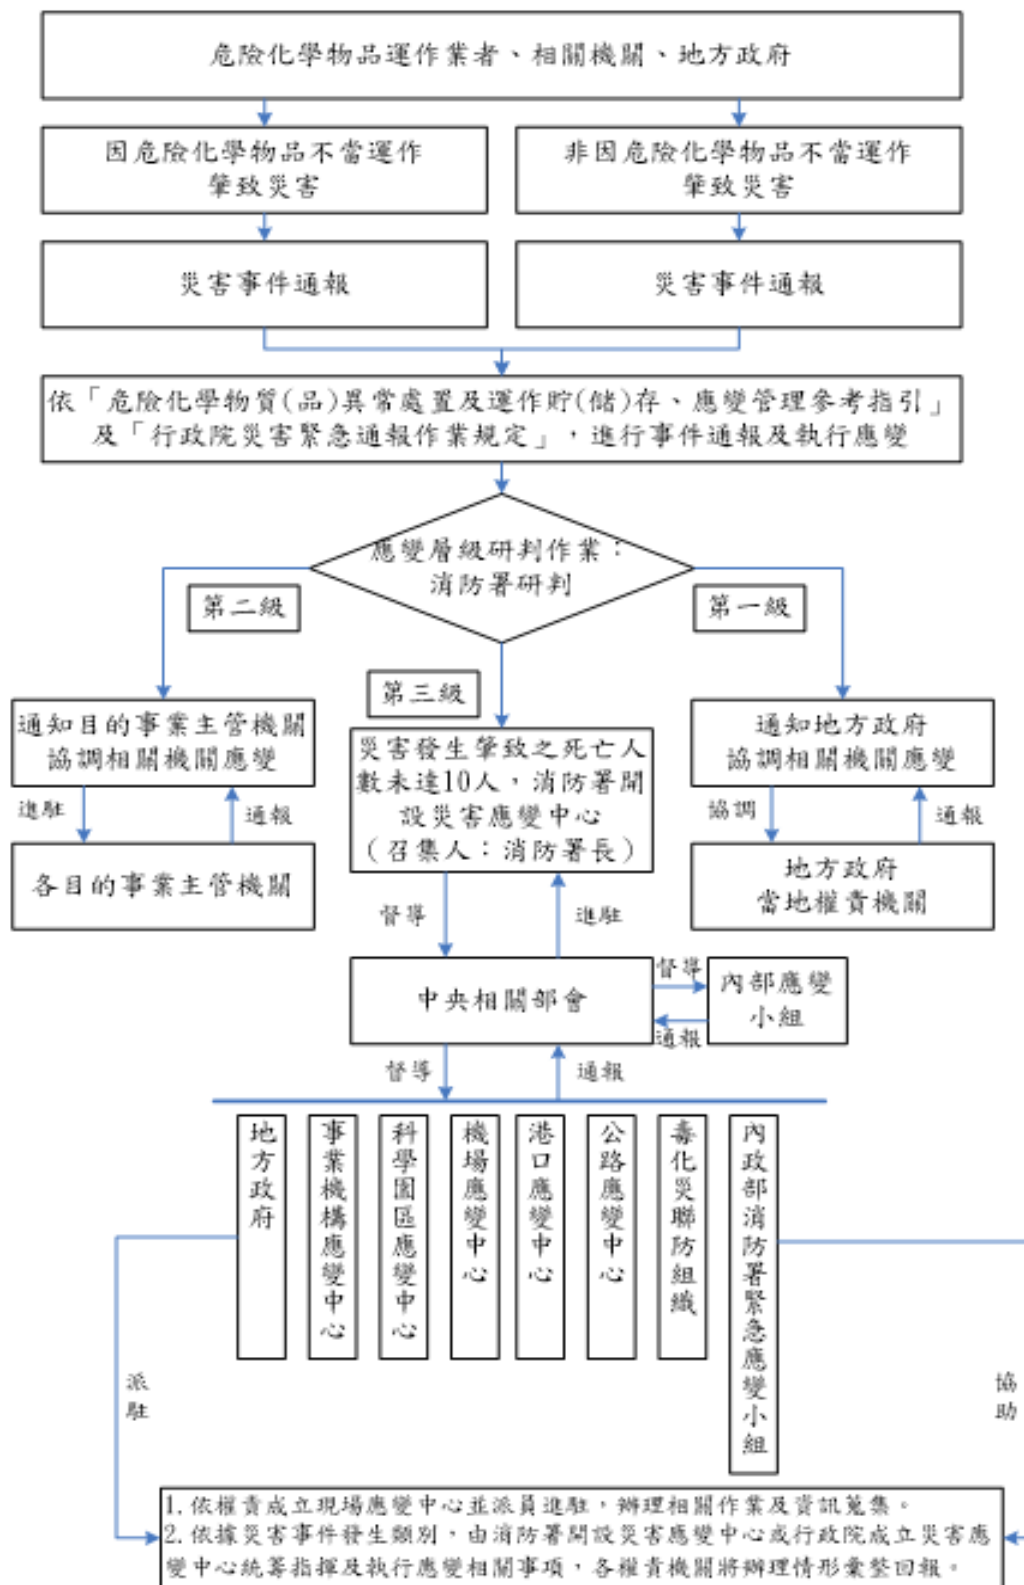 危險化學物品運作業者、相關機關、地方政府
因危險化學物品不當運作
肇致災害
非因危險化學物品不當運作
肇致災害
災害事件通報
災害事件通報
依「危險化學物質(品)異常處置及運作貯(儲)存、應變管理參考指引」
及「行政院災害緊急通報作業規定」，進行事件通報及執行應變
應變層級研判作業：
消防署研判
第二級
第一級
第三級
通知目的事業主管機關
協調相關機關應變
災害發生肇致之死亡人
數未達10人，消防署開
設災害應變中心
（召集人：消防署長）
通知地方政府
協調相關機關應變
進駐
通報
協調
通報
各目的事業主管機關
地方政府
當地權責機關
督導
進駐
中央相關部會
督導
通報
內部應變
小組
督導
通報
地方政府
事業機構應變中心
科學園區應變中心
機場應變中心
港口應變中心
公路應變中心
毒化災聯防組織
內政部消防署緊急應變小組
派駐
協助
1.依權責成立現場應變中心並派員進駐，辦理相關作業及資訊蒐集。
2.依據災害事件發生類別，由消防署開設災害應變中心或行政院成立災害應
變中心統籌指揮及執行應變相關事項，各權責機關將辦理情形彙整回報。